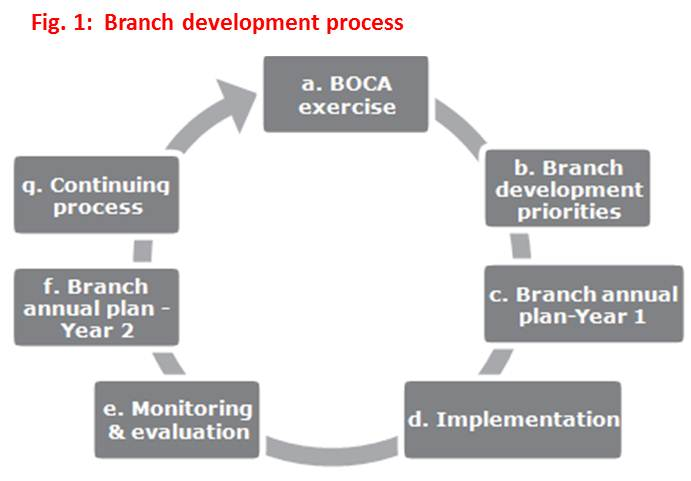 Fig. 1: Branch development process
a. BOCA
exercise
b. Branch
development
priorities
c. Branch annual
plan-Year 1
d. Implementation
e. Monitoring
& evaluation
f. Branch
annual plan -
Year 2
g. Continuing
process